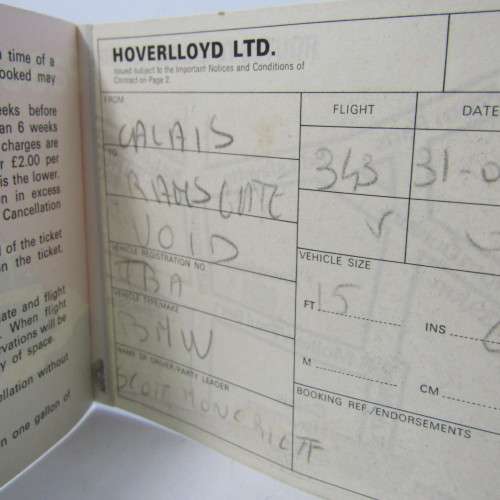 time of a
ooked may
eeks before
an 6 weeks
charges are
r £2.00 per
is the lower.
n in excess
Cancellation
of the ticket
n the ticket.
ate and flight
When flight
rvations will be
y of space.
cellation without
n one gallon of
HOVERLLOYD LTD.
Issued subject to the Important Notices and Conditions of
Contract on Page 2.
FROM
CALAIS
TO
RAMSGATE
VOID
VEHICLE REGISTRATION NO.
TBA
VEHICLE TYPE/MAKE
BMW
NAME OF DRIVER/PARTY LEADER
SCOTT MONCRIEFF
FLIGHT
DATE
343
31-0
VEHICLE SIZE
FT. 15
INS.
M
CM
BOOKING REF./ENDORSEMENTS